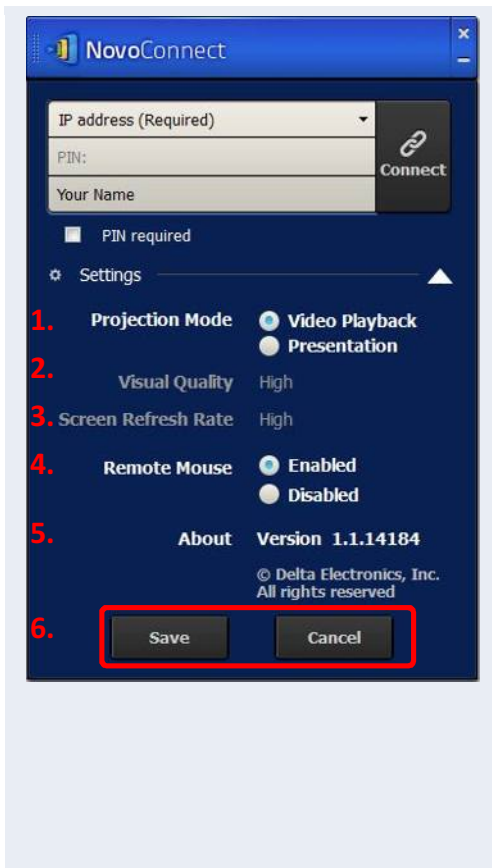 NovoConnect
IP address (Required)
PIN:
Connect
Your Name
PIN required
Settings
1. Projection Mode Video Playback
Presentation
2. Visual Quality High
3. Screen Refresh Rate High
4. Remote Mouse Enabled
Disabled
5. About Version 1.1.14184
© Delta Electronics, Inc.
All rights reserved
6. Save Cancel